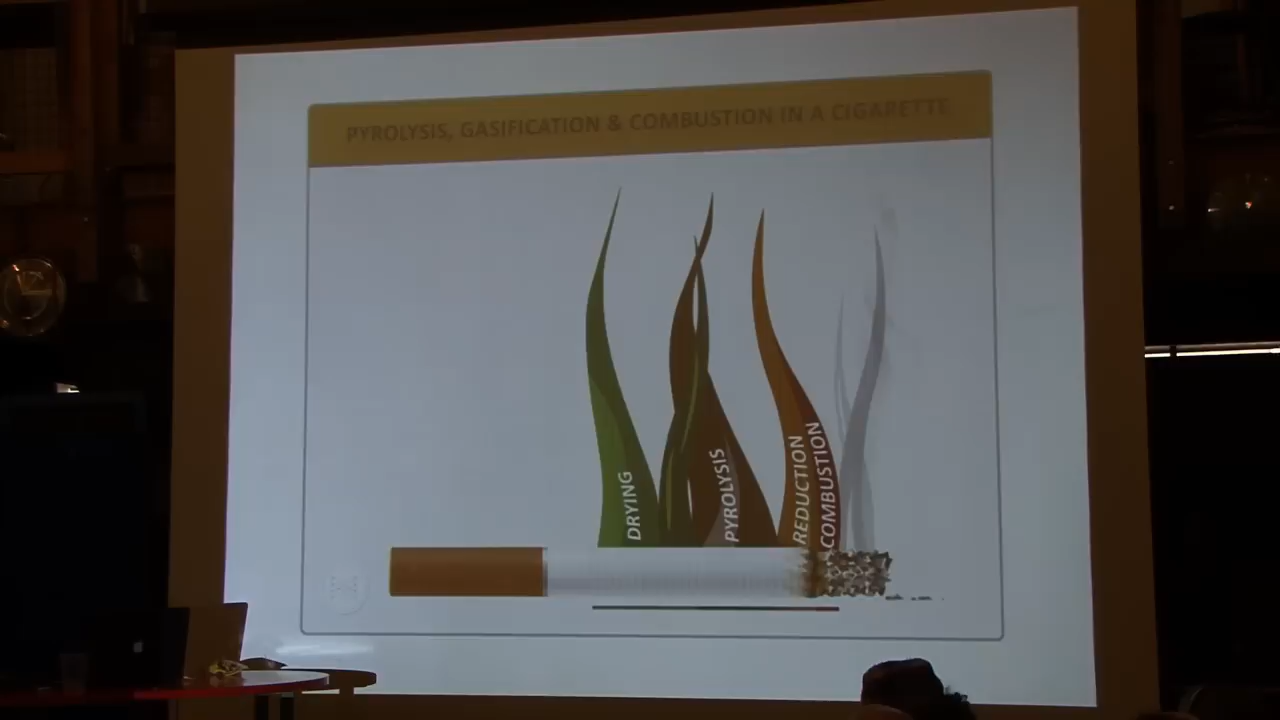 PYROLYSIS, GASIFICATION & COMBUSTION IN A CIGARETTE
DRYING
PYROLYSIS
REDUCTION
COMBUSTION